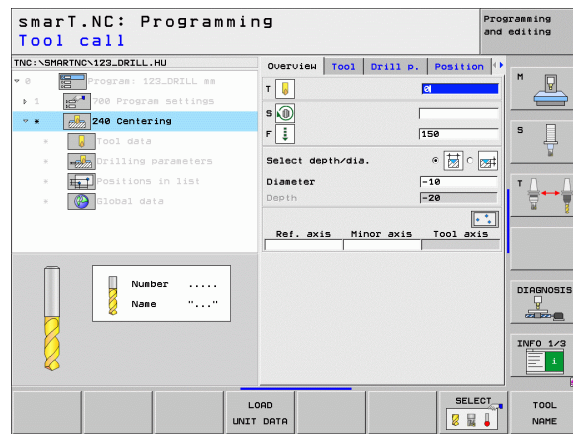 smarT.NC: Programming
Tool call
Programming
and editing
TNC:\SMARTNC\123_DRILL.HU
0 Program: 123_DRILL mm
1 700 Program settings
* 240 Centering
* Tool data
* Drilling parameters
* Positions in list
* Global data
Overview Tool Drill p. Position
T 0
S
F 150
Select depth/dia.
Diameter -10
Depth -20
Ref. axis Minor axis Tool axis
Number .....
Name "..."
M
S
T
DIAGNOSIS
INFO 1/3
i
LOAD
UNIT DATA
SELECT
TOOL
NAME